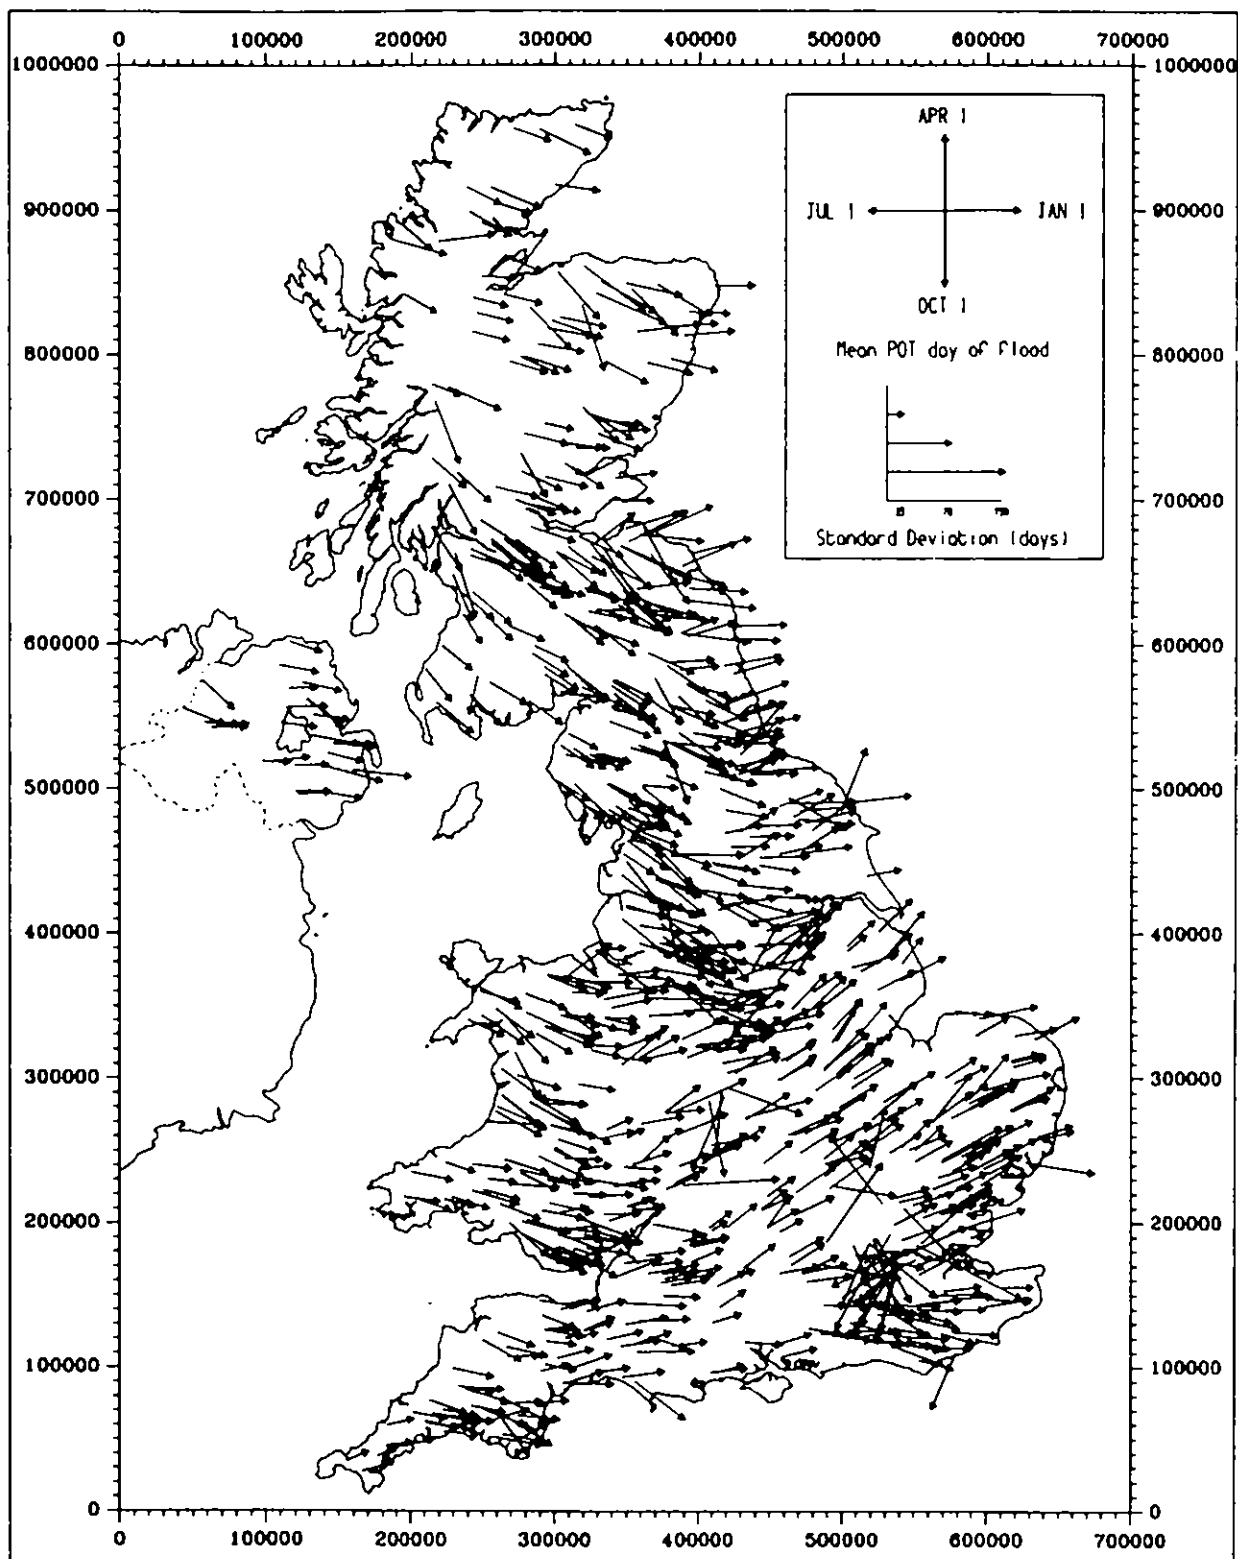 0 100000 200000 300000 400000 500000 600000 700000
1000000 1000000
APR 1
900000 JUL 1 JAN 1 900000
OCT 1
800000 Mean POT day of Flood 800000
700000 700000
Standard Deviation (days)
600000 600000
500000 500000
400000 400000
300000 300000
200000 200000
100000 100000
0 0
0 100000 200000 300000 400000 500000 600000 700000